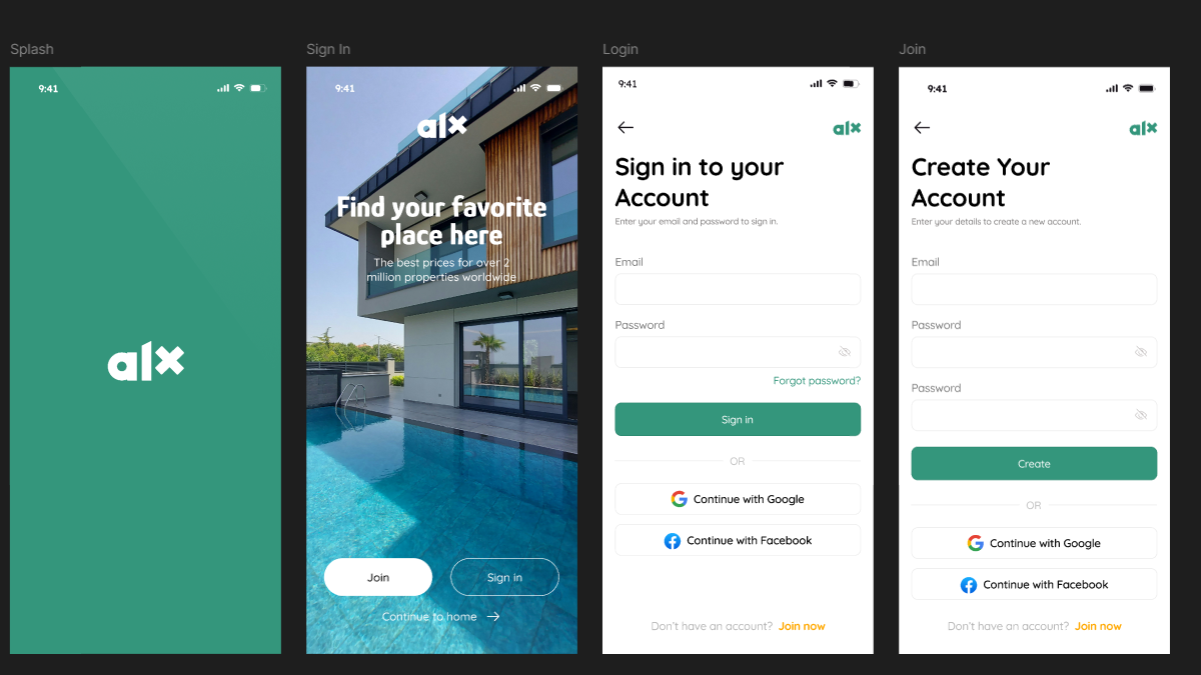 Splash
9:41
alx
Sign In
9:41
alx
Find your favorite
place here
The best prices for over 2
million properties worldwide
Join
Sign in
Continue to home
Login
9:41
alx
Sign in to your
Account
Enter your email and password to sign in.
Email
Password
Forgot password?
Sign in
OR
Continue with Google
Continue with Facebook
Don't have an account? Join now
Join
9:41
alx
Create Your
Account
Enter your details to create a new account.
Email
Password
Password
Create
OR
Continue with Google
Continue with Facebook
Don't have an account? Join now